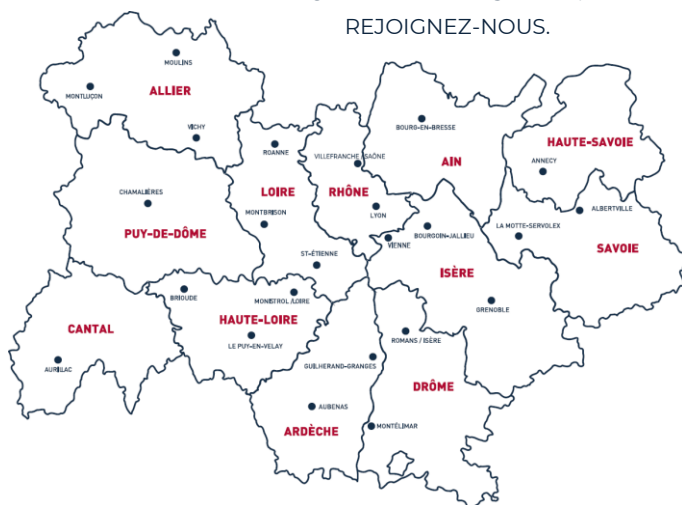 REJOIGNEZ-NOUS.
MOULINS
MONTLUÇON
ALLIER
VICHY
BOURG-EN-BRESSE
ROANNE
VILLEFRANCHE /SAÔNE
AIN
HAUTE-SAVOIE
ANNECY
CHAMALIÈRES
LOIRE
RHÔNE
MONTBRISON
LYON
ALBERTVILLE
PUY-DE-DÔME
BOURGOIN-JALLIEU
LA MOTTE-SERVOLEX
VIENNE
SAVOIE
ST-ÉTIENNE
ISÈRE
BRIOUDE
MONISTROL /LOIRE
GRENOBLE
CANTAL
HAUTE-LOIRE
LE PUY-EN-VELAY
ROMANS / ISÈRE
AURILLAC
GUILHERAND-GRANGES
DRÔME
AUBENAS
ARDÈCHE
MONTÉLIMAR